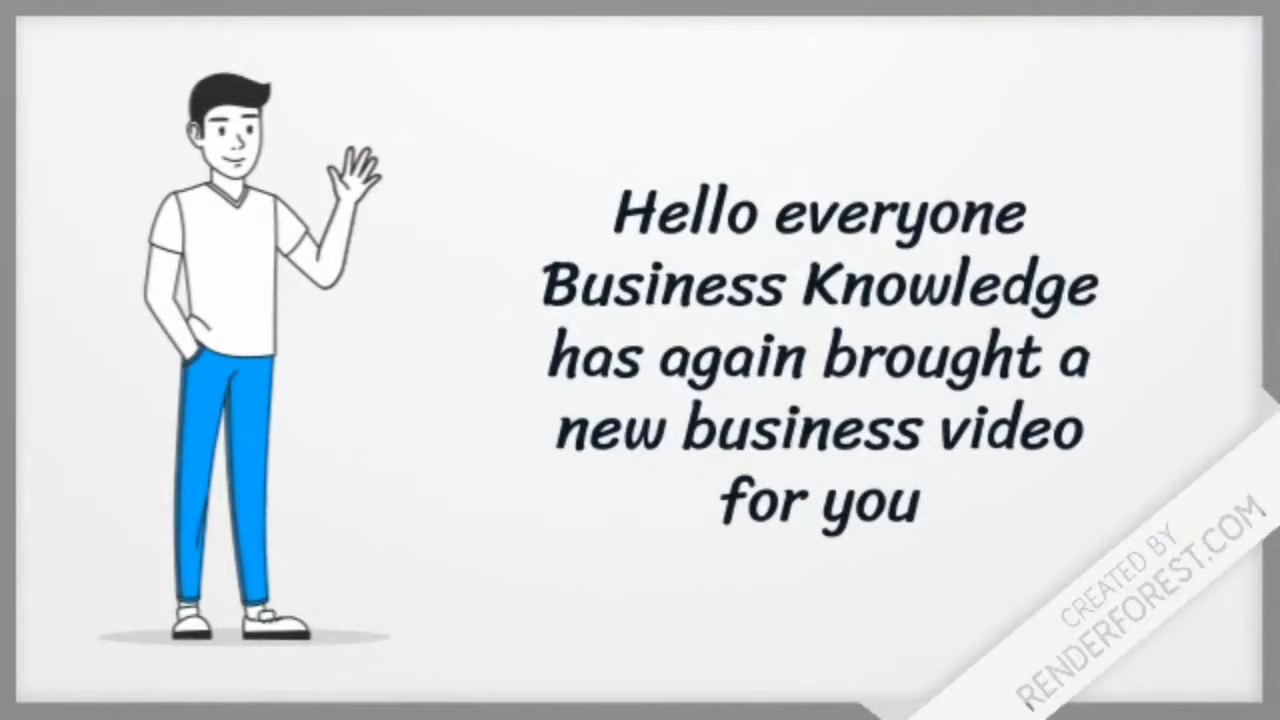 Hello everyone
Business Knowledge
has again brought a
new business video
for you
CREATED BY
RENDERFOREST.COM